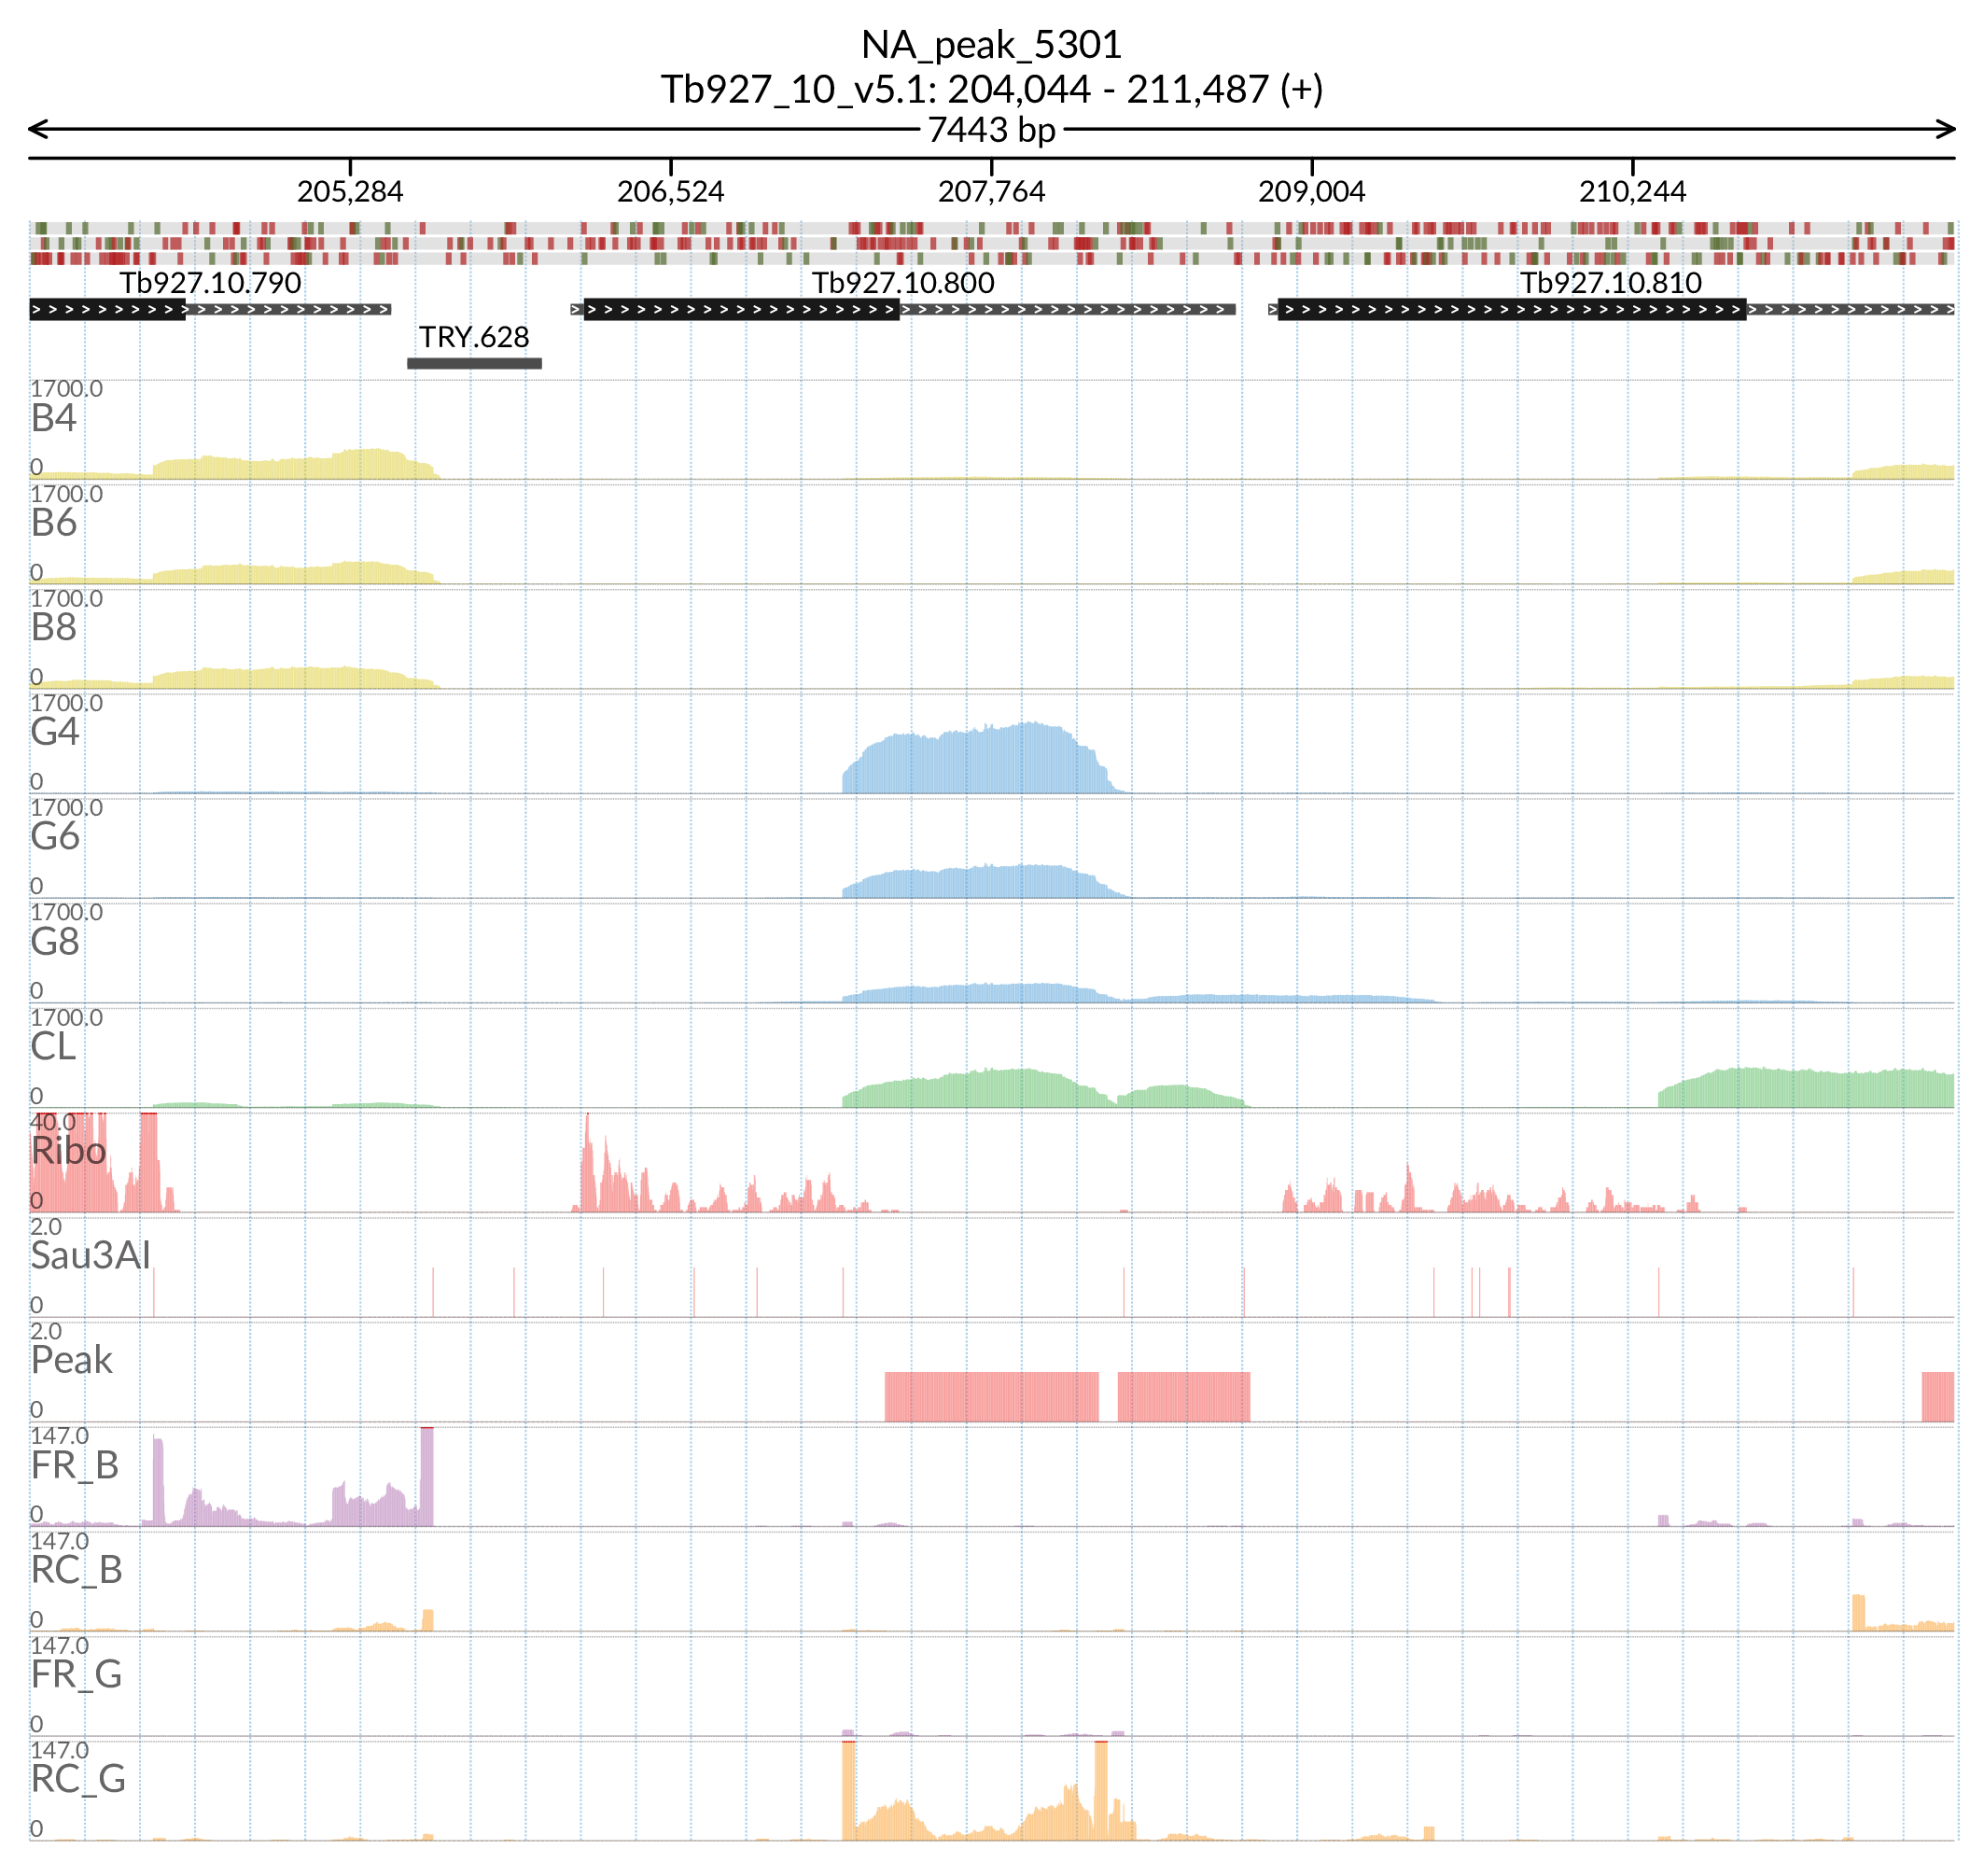 NA_peak_5301
Tb927_10_v5.1: 204,044 - 211,487 (+)
7443 bp
205,284 206,524 207,764 209,004 210,244
Tb927.10.790 Tb927.10.800 Tb927.10.810
TRY.628
1700.0
B4
0
1700.0
B6
0
1700.0
B8
0
1700.0
G4
0
1700.0
G6
0
1700.0
G8
0
1700.0
CL
0
40.0
Ribo
0
2.0
Sau3AI
0
2.0
Peak
0
147.0
FR_B
0
147.0
RC_B
0
147.0
FR_G
0
147.0
RC_G
0